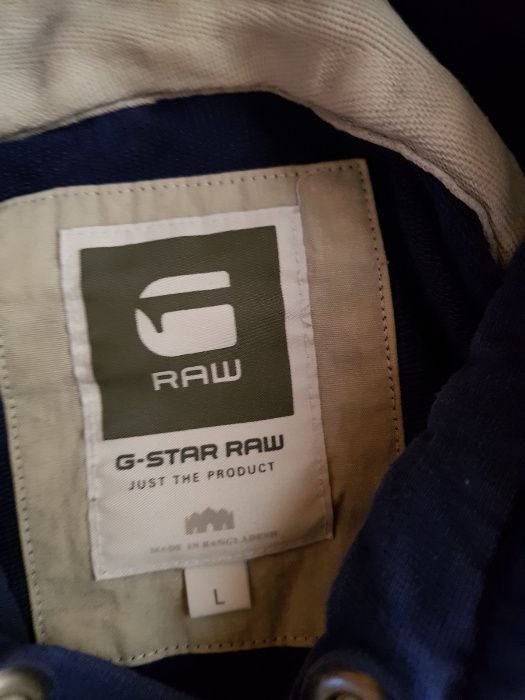 RAW
G-STAR RAW
JUST THE PRODUCT
MADE IN BANGLADESH
L